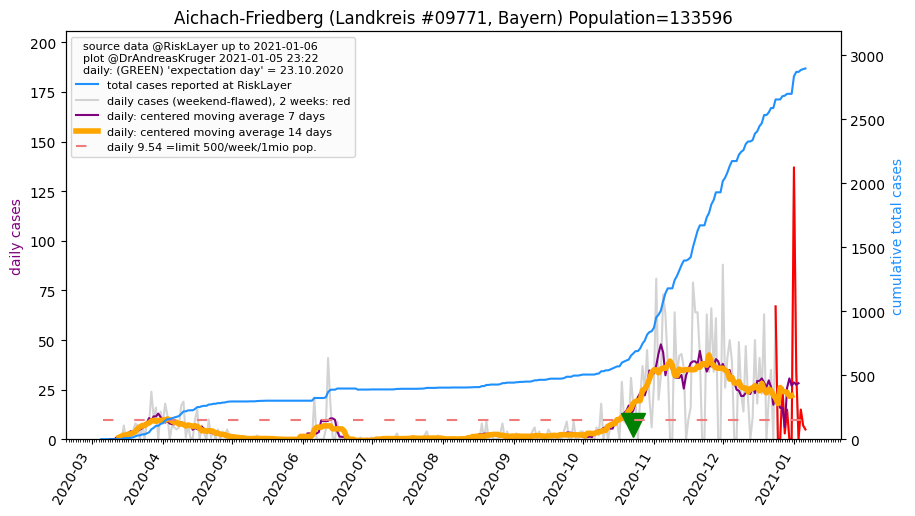 Aichach-Friedberg (Landkreis #09771, Bayern) Population=133596
source data @RiskLayer up to 2021-01-06
plot @DrAndreasKruger 2021-01-05 23:22
daily: (GREEN) 'expectation day' = 23.10.2020
total cases reported at RiskLayer
daily cases (weekend-flawed), 2 weeks: red
daily: centered moving average 7 days
daily: centered moving average 14 days
daily 9.54 =limit 500/week/1mio pop.
daily cases
200
175
150
125
100
75
50
25
0
cumulative total cases
3000
2500
2000
1500
1000
500
0
2020-03
2020-04
2020-05
2020-06
2020-07
2020-08
2020-09
2020-10
2020-11
2020-12
2021-01